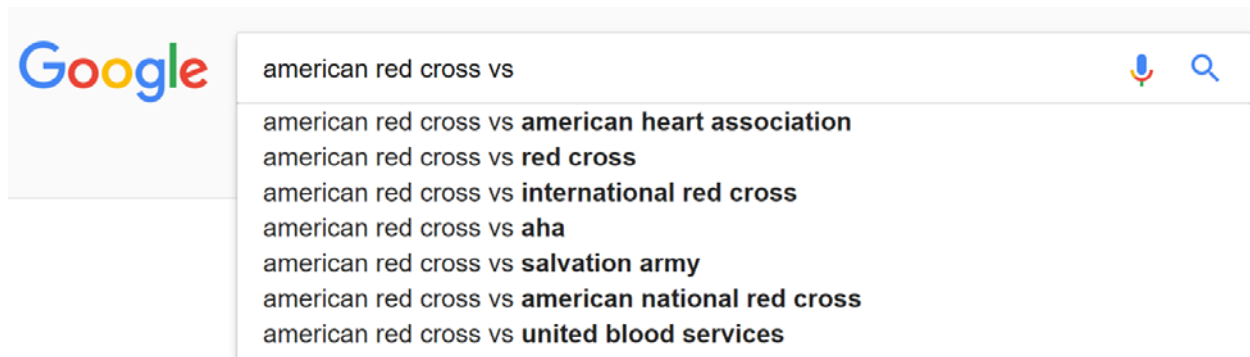 Google
american red cross vs
american red cross vs american heart association
american red cross vs red cross
american red cross vs international red cross
american red cross vs aha
american red cross vs salvation army
american red cross vs american national red cross
american red cross vs united blood services